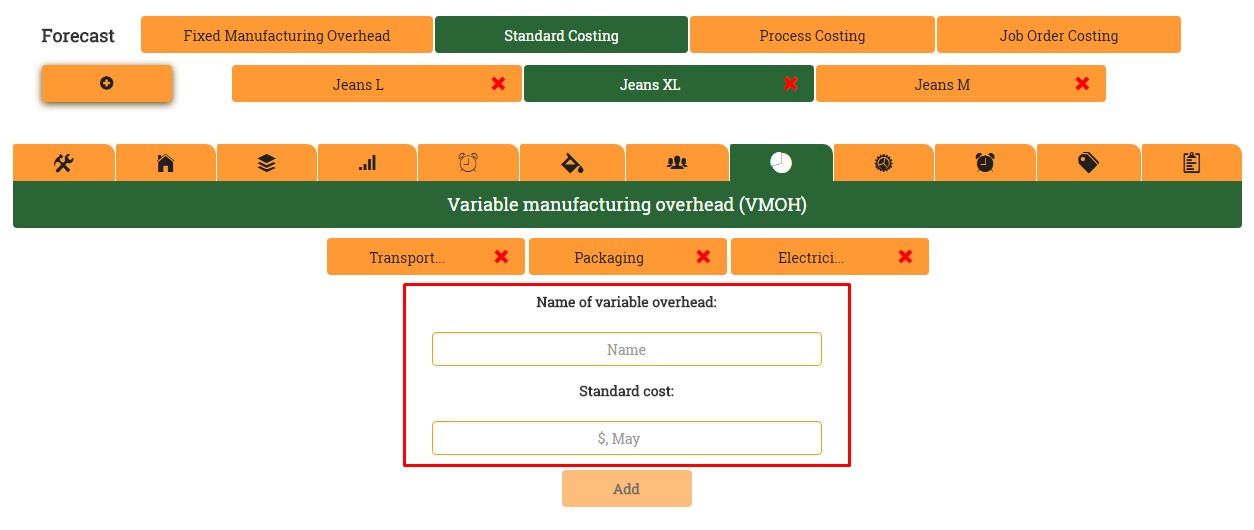 Forecast Fixed Manufacturing Overhead Standard Costing Process Costing Job Order Costing
Jeans L Jeans XL Jeans M
Variable manufacturing overhead (VMOH)
Transport... Packaging Electrici...
Name of variable overhead:
Name
Standard cost:
$, May
Add